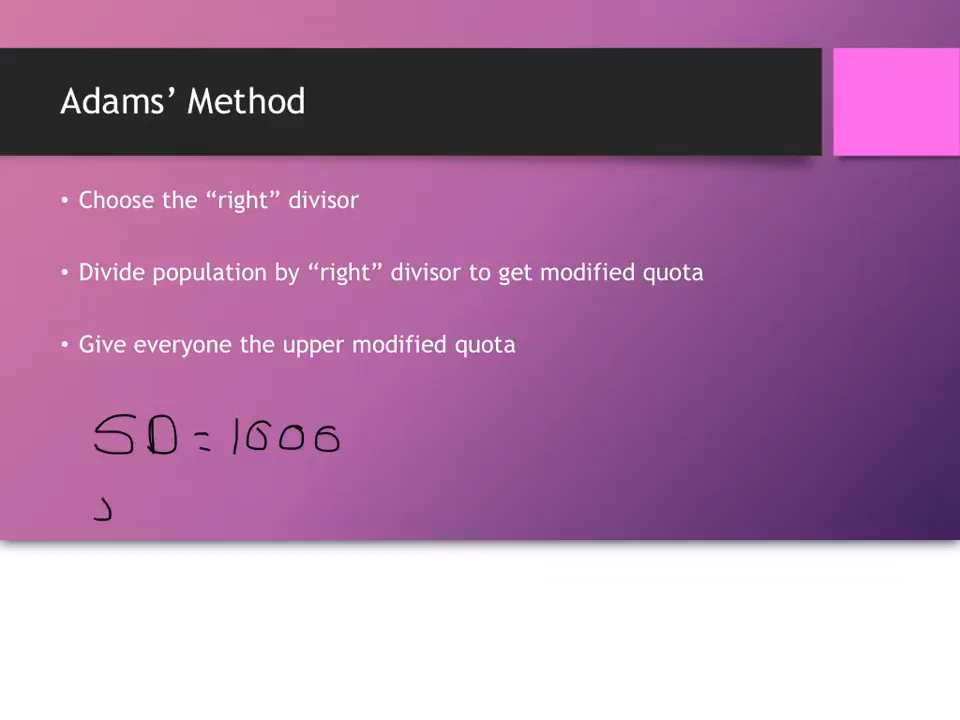 Adams’ Method
• Choose the “right” divisor
• Divide population by “right” divisor to get modified quota
• Give everyone the upper modified quota
SD = 1000